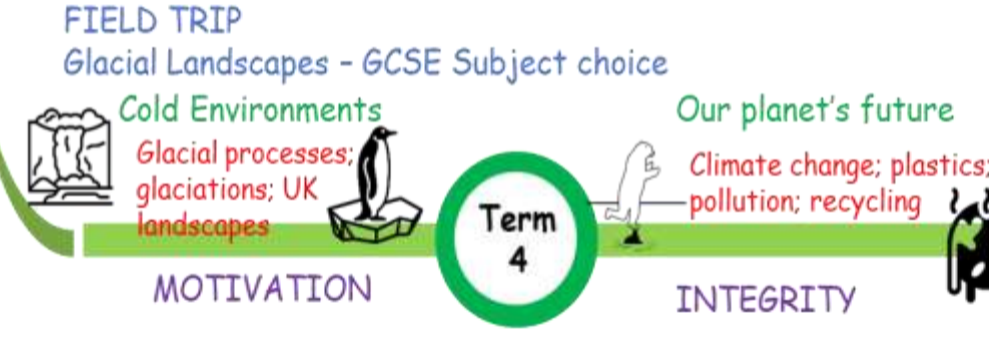 FIELD TRIP
Glacial Landscapes – GCSE Subject choice
Cold Environments
Glacial processes;
glaciations; UK
landscapes
MOTIVATION
Term
4
Our planet's future
Climate change; plastics;
pollution; recycling
INTEGRITY